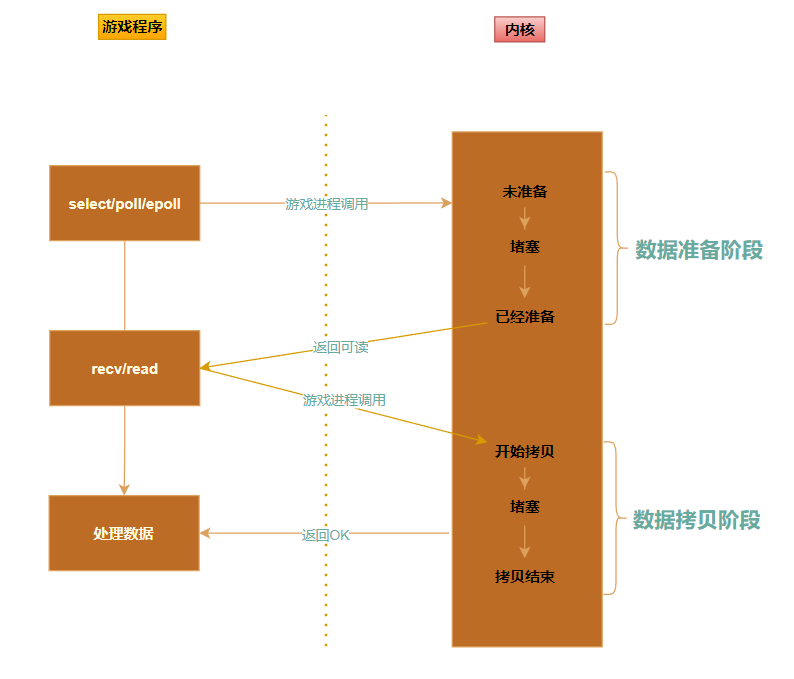 游戏程序
内核
select/poll/epoll
游戏进程调用
未准备
堵塞
已经准备
数据准备阶段
返回可读
recv/read
游戏进程调用
开始拷贝
堵塞
拷贝结束
数据拷贝阶段
返回OK
处理数据